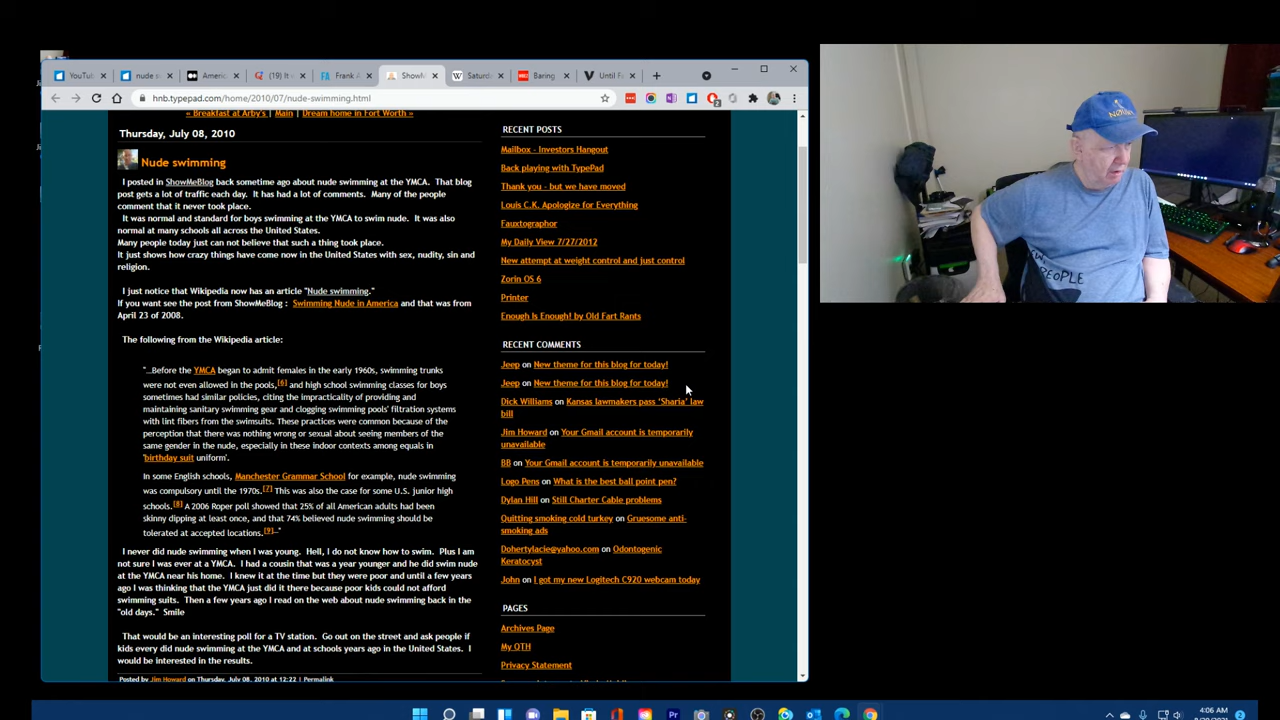 YouTub
nude s
Americ
(19) It
Frank A
ShowM
Saturd
Baring
Until Fa
hnb.typepad.com/home/2010/07/nude-swimming.html
« Breakfast at Arby's | Main | Dream home in Fort Worth »
Thursday, July 08, 2010
Nude swimming
I posted in ShowMeBlog back sometime ago about nude swimming at the YMCA. That blog
post gets a lot of traffic each day. It has had a lot of comments. Many of the people
comment that it never took place.
It was normal and standard for boys swimming at the YMCA to swim nude. It was also
normal at many schools all across the United States.
Many people today just can not believe that such a thing took place.
It just shows how crazy things have come now in the United States with sex, nudity, sin and
religion.
I just notice that Wikipedia now has an article "Nude swimming."
If you want see the post from ShowMeBlog : Swimming Nude in America and that was from
April 23 of 2008.
The following from the Wikipedia article:
"...Before the YMCA began to admit females in the early 1960s, swimming trunks
were not even allowed in the pools,[6] and high school swimming classes for boys
sometimes had similar policies, citing the impracticality of providing and
maintaining sanitary swimming gear and clogging swimming pools' filtration systems
with lint fibers from the swimsuits. These practices were common because of the
perception that there was nothing wrong or sexual about seeing members of the
same gender in the nude, especially in these indoor contexts among equals in
'birthday suit uniform'.
In some English schools, Manchester Grammar School for example, nude swimming
was compulsory until the 1970s.[7] This was also the case for some U.S. junior high
schools.[8] A 2006 Roper poll showed that 25% of all American adults had been
skinny dipping at least once, and that 74% believed nude swimming should be
tolerated at accepted locations.[9]..."
I never did nude swimming when I was young. Hell, I do not know how to swim. Plus I am
not sure I was ever at a YMCA. I had a cousin that was a year younger and he did swim nude
at the YMCA near his home. I knew it at the time but they were poor and until a few years
ago I was thinking that the YMCA just did it there because poor kids could not afford
swimming suits. Then a few years ago I read on the web about nude swimming back in the
"old days." Smile
That would be an interesting poll for a TV station. Go out on the street and ask people if
kids every did nude swimming at the YMCA and at schools years ago in the United States. I
would be interested in the results.
Posted by Jim Howard on Thursday, July 08, 2010 at 12:22 | Permalink
RECENT POSTS
Mailbox - Investors Hangout
Back playing with TypePad
Thank you - but we have moved
Louis C.K. Apologize for Everything
Fauxtographor
My Daily View 7/27/2012
New attempt at weight control and just control
Zorin OS 6
Printer
Enough Is Enough! by Old Fart Rants
RECENT COMMENTS
Jeep on New theme for this blog for today!
Jeep on New theme for this blog for today!
Dick Williams on Kansas lawmakers pass 'Sharia' law
bill
Jim Howard on Your Gmail account is temporarily
unavailable
BB on Your Gmail account is temporarily unavailable
Logo Pens on What is the best ball point pen?
Dylan Hill on Still Charter Cable problems
Quitting smoking cold turkey on Gruesome anti-
smoking ads
Dohertylacie@yahoo.com on Odontogenic
Keratocyst
John on I got my new Logitech C920 webcam today
PAGES
Archives Page
My OTH
Privacy Statement
PEOPLE
4:06 AM